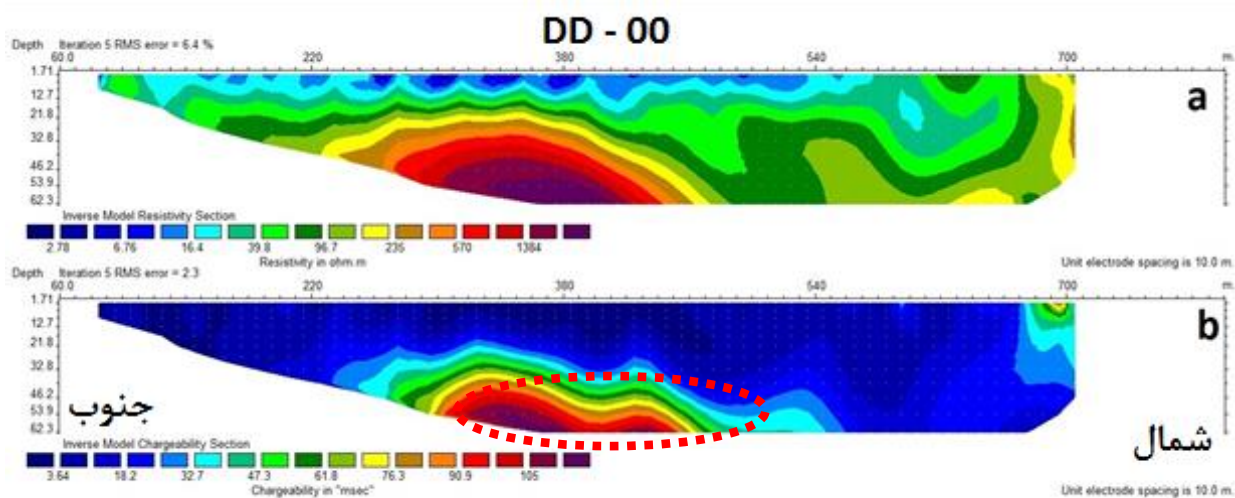 DD - 00
Depth Iteration 5 RMS error = 6.4 %
60.0 220 380 540 700 m.
1.71
12.7
21.8
32.8
46.2
53.9
62.3
a
Inverse Model Resistivity Section
2.78 6.76 16.4 39.8 96.7 235 570 1384
Resistivity in ohm.m
Unit electrode spacing is 10.0 m.
Depth Iteration 5 RMS error = 2.3
60.0 220 380 540 700 m.
1.71
12.7
21.8
32.8
46.2
53.9
62.3
b
جنوب
شمال
Inverse Model Chargeability Section
3.64 18.2 32.7 47.3 61.8 76.3 90.9 105
Chargeability in "msec"
Unit electrode spacing is 10.0 m.